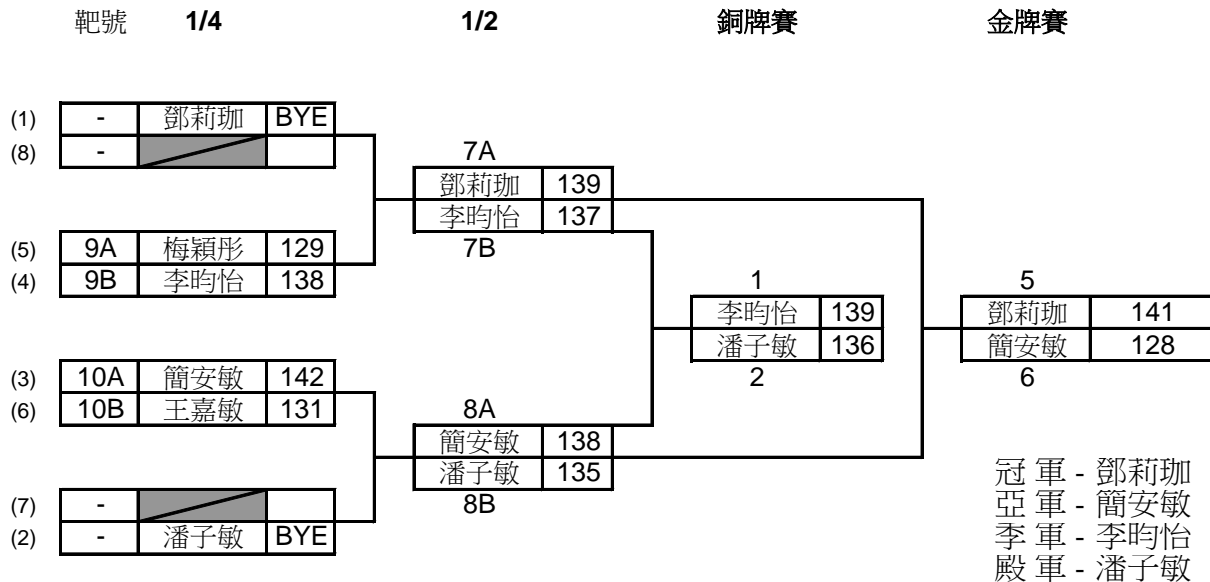 靶號 1/4 1/2 銅牌賽 金牌賽
(1) - 鄧莉珈 BYE
(8) -
7A
鄧莉珈 139
李昀怡 137
7B
(5) 9A 梅穎彤 129
(4) 9B 李昀怡 138
1
李昀怡 139
潘子敏 136
2
5
鄧莉珈 141
簡安敏 128
6
(3) 10A 簡安敏 142
(6) 10B 王嘉敏 131
8A
簡安敏 138
潘子敏 135
8B
(7) -
(2) - 潘子敏 BYE
冠 軍 - 鄧莉珈
亞 軍 - 簡安敏
季 軍 - 李昀怡
殿 軍 - 潘子敏